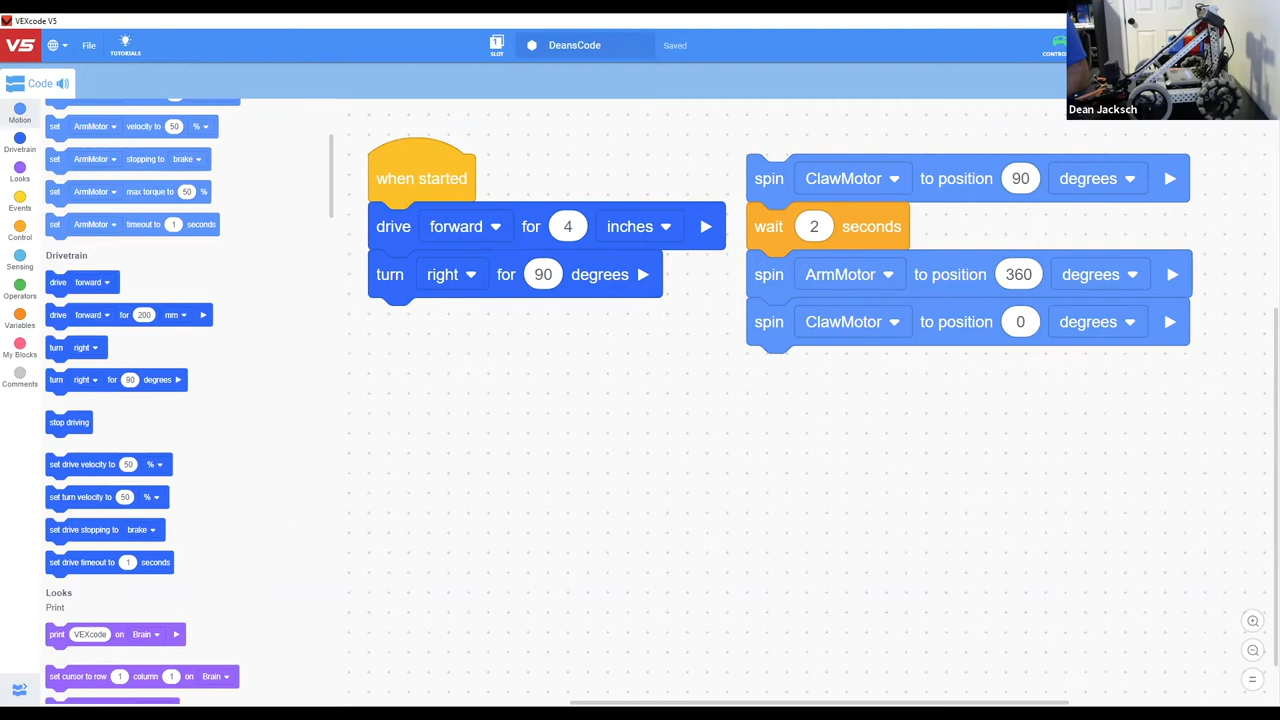 VEXcode V5
V5
File
TUTORIALS
1
SLOT
DeansCode
Saved
CONTRO
Dean Jacksch
Code
Motion
Drivetrain
Looks
Events
Control
Sensing
Operators
Variables
My Blocks
Comments
set ArmMotor velocity to 50 %
set ArmMotor stopping to brake
set ArmMotor max torque to 50 %
set ArmMotor timeout to 1 seconds
Drivetrain
drive forward
drive forward for 200 mm
turn right
turn right for 90 degrees
stop driving
set drive velocity to 50 %
set turn velocity to 50 %
set drive stopping to brake
set drive timeout to 1 seconds
Looks
Print
print VEXcode on Brain
set cursor to row 1 column 1 on Brain
when started
drive forward for 4 inches
turn right for 90 degrees
spin ClawMotor to position 90 degrees
wait 2 seconds
spin ArmMotor to position 360 degrees
spin ClawMotor to position 0 degrees